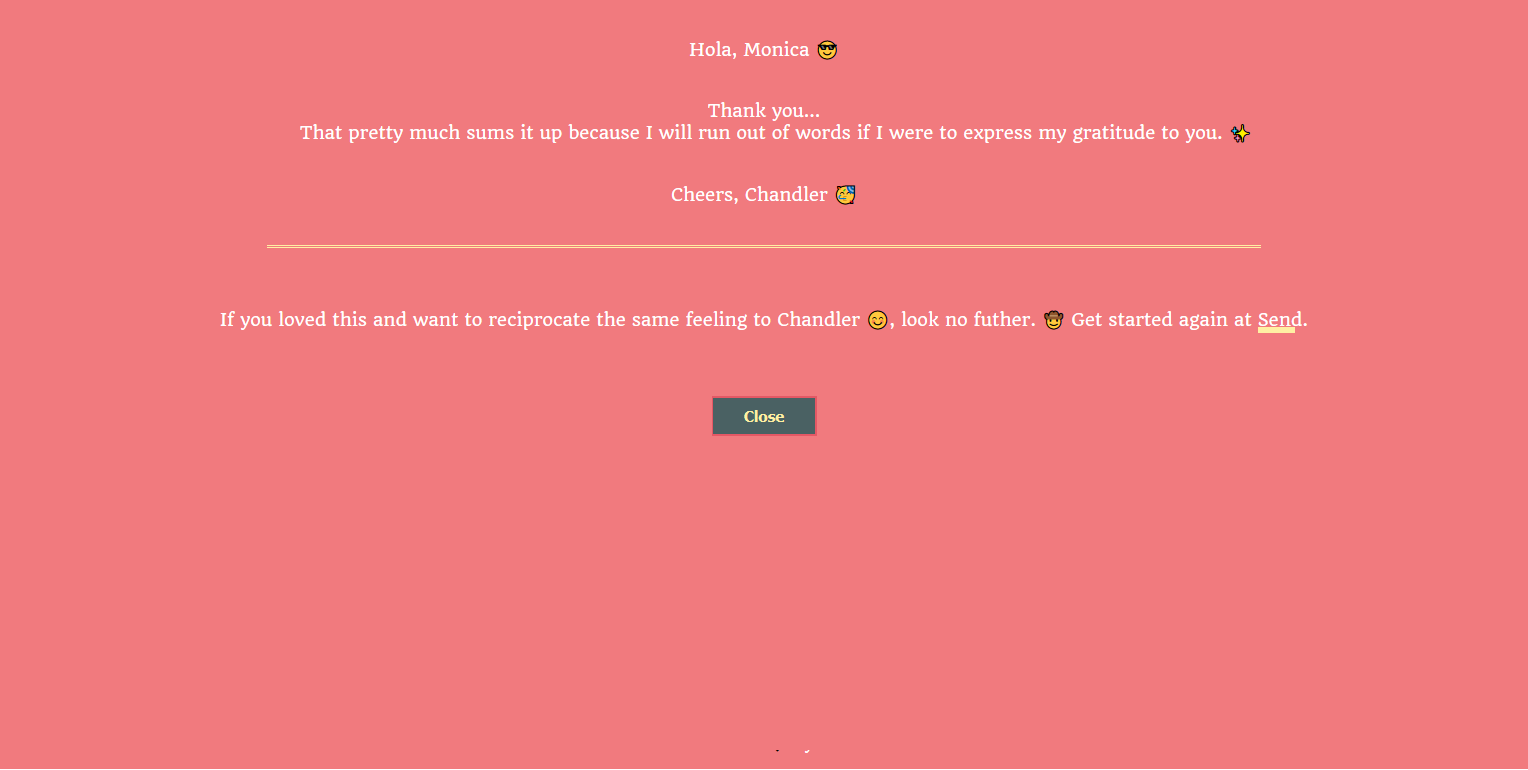 Hola, Monica 😎
Thank you...
That pretty much sums it up because I will run out of words if I were to express my gratitude to you. ✨
Cheers, Chandler 🥳
If you loved this and want to reciprocate the same feeling to Chandler 😊, look no futher. 🤠 Get started again at Send.
Close